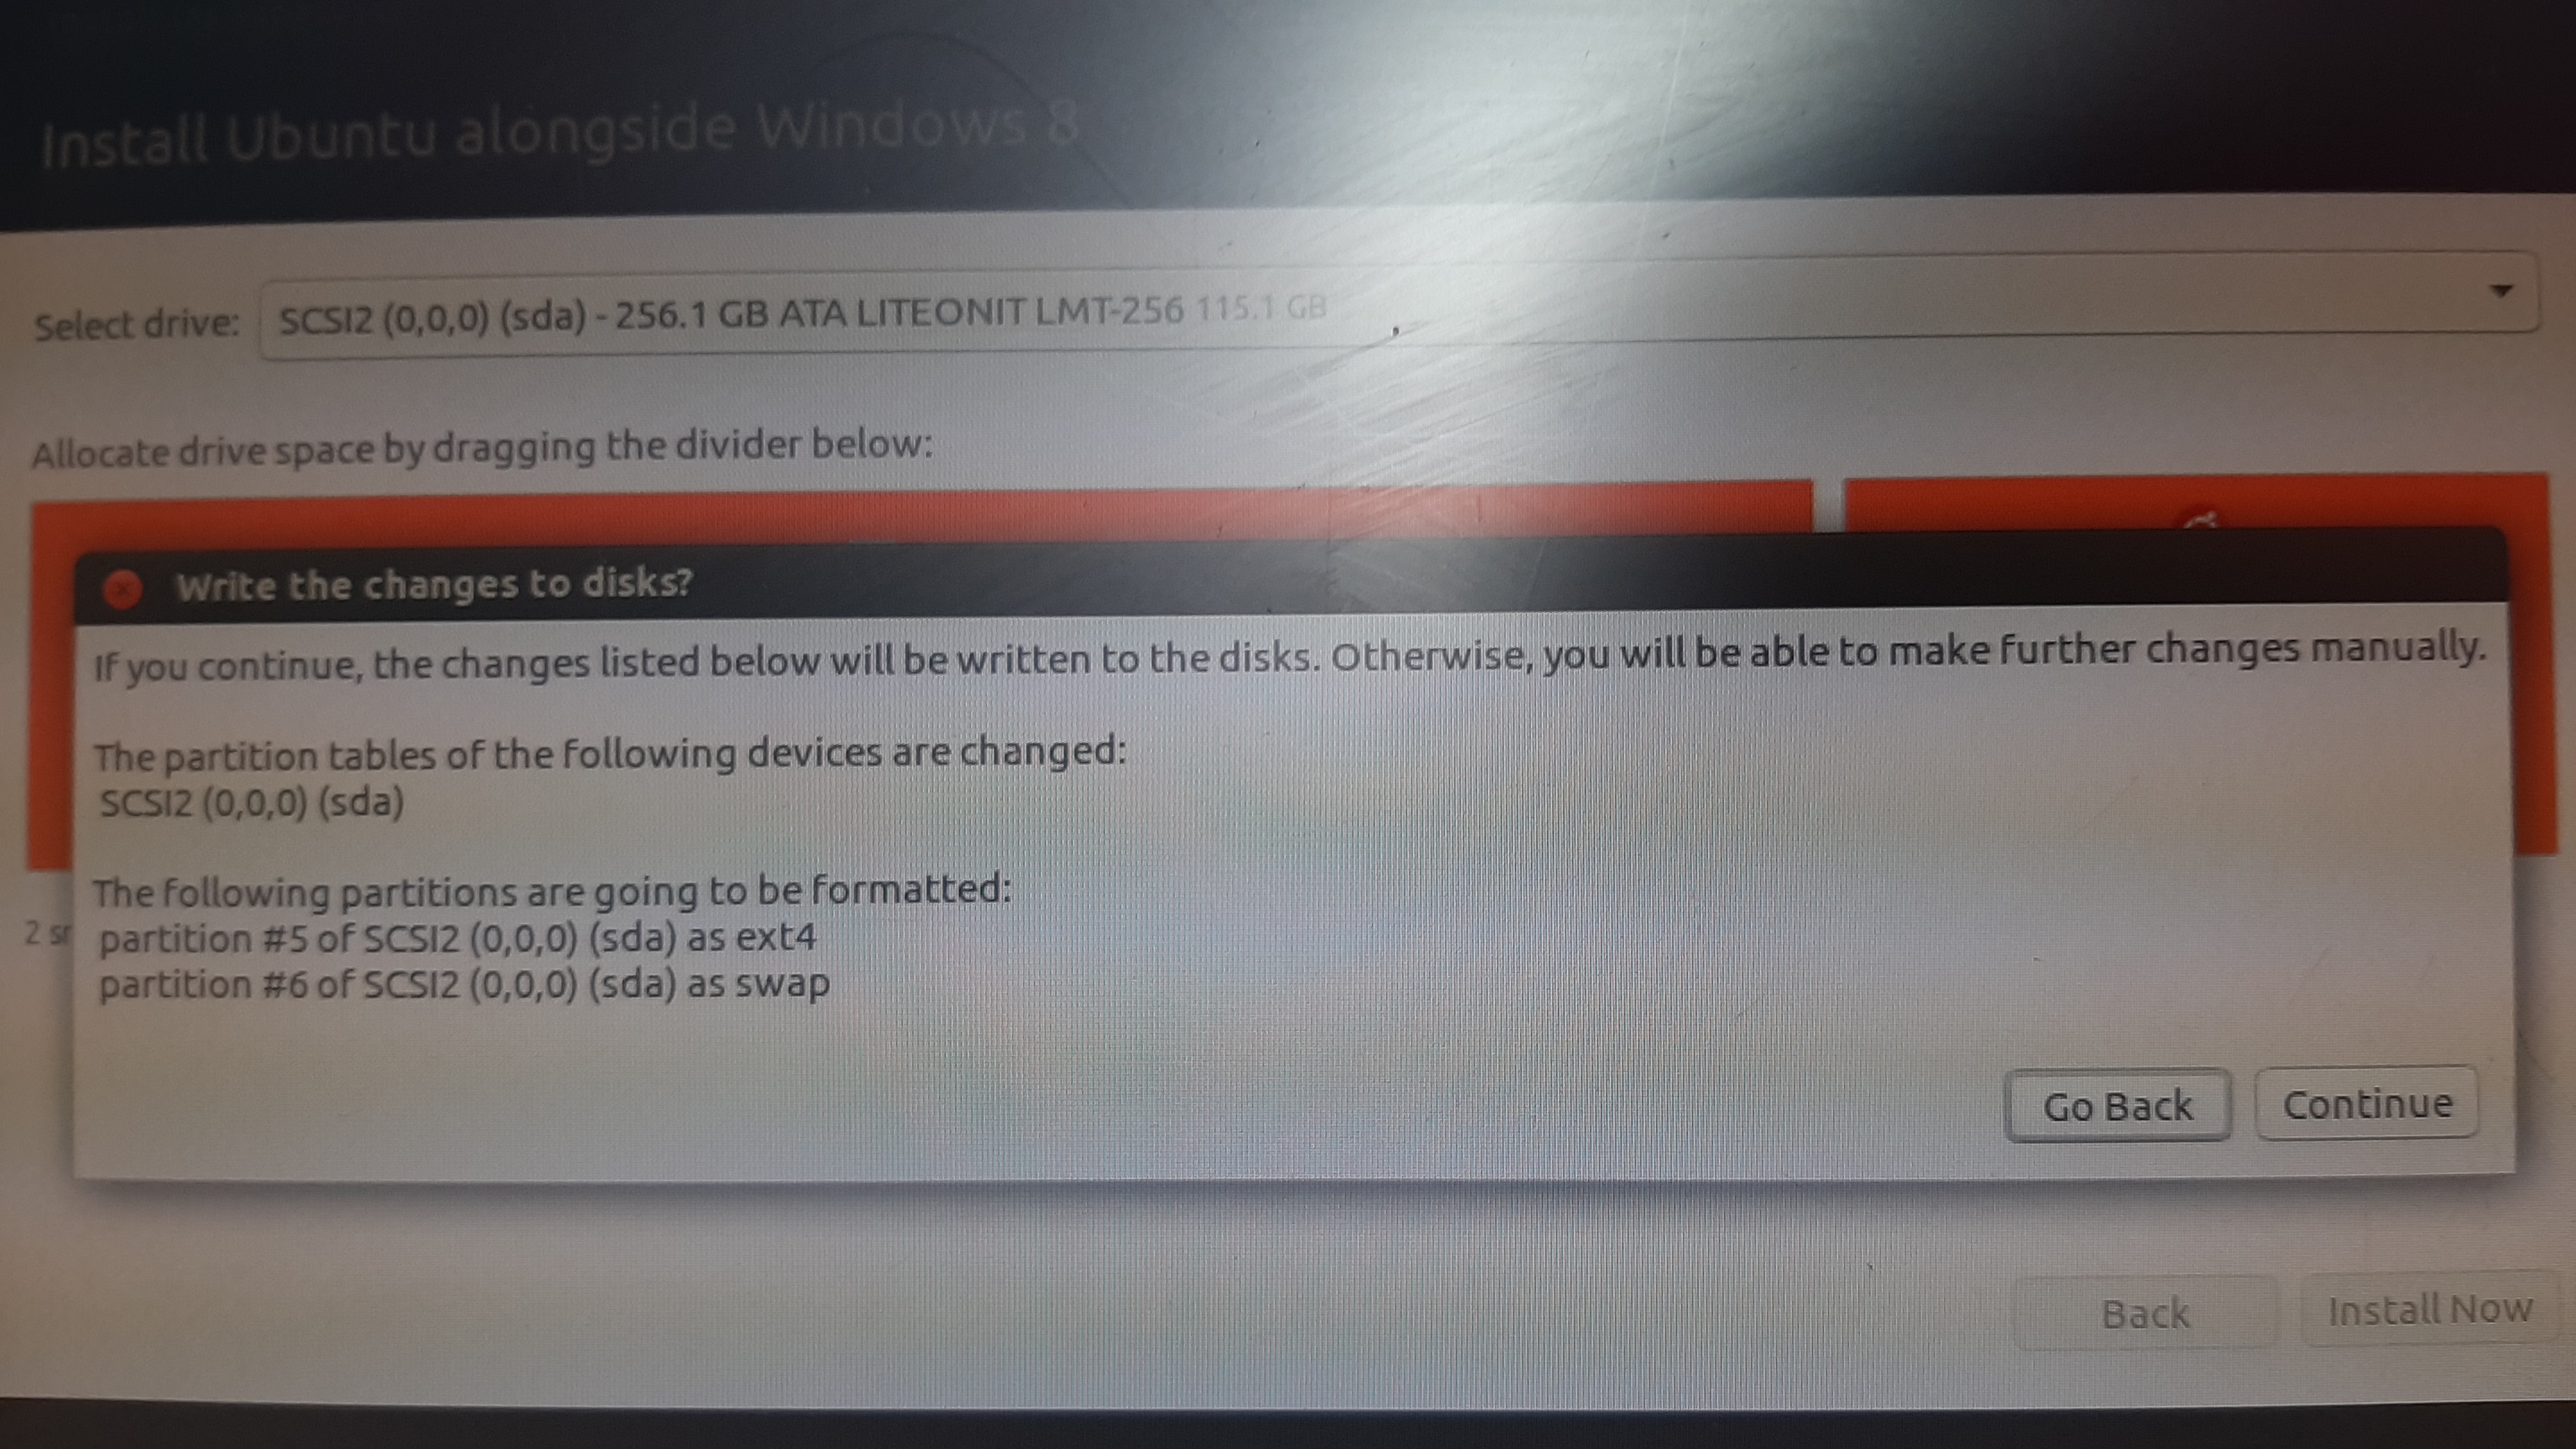 Install Ubuntu alongside Windows 8
Select drive: SCSI2 (0,0,0) (sda) - 256.1 GB ATA LITEONIT LMT-256 115.1 GB
Allocate drive space by dragging the divider below:
Write the changes to disks?
If you continue, the changes listed below will be written to the disks. Otherwise, you will be able to make further changes manually.
The partition tables of the following devices are changed:
SCSI2 (0,0,0) (sda)
The following partitions are going to be formatted:
2
partition #5 of SCSI2 (0,0,0) (sda) as ext4
partition #6 of SCSI2 (0,0,0) (sda) as swap
Go Back Continue
Back Install Now